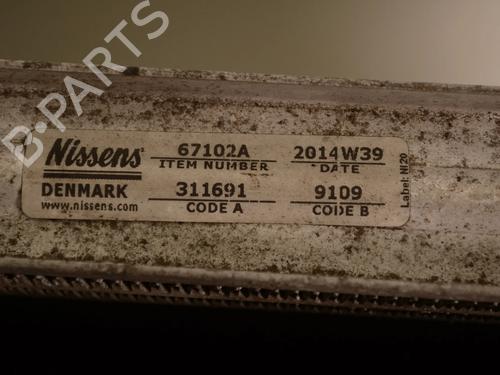 B-PARTS
Nissens®
67102A
ITEM NUMBER
2014W39
DATE
DENMARK
www.nissens.com
311691
CODE A
9109
CODE B
Label: NI20